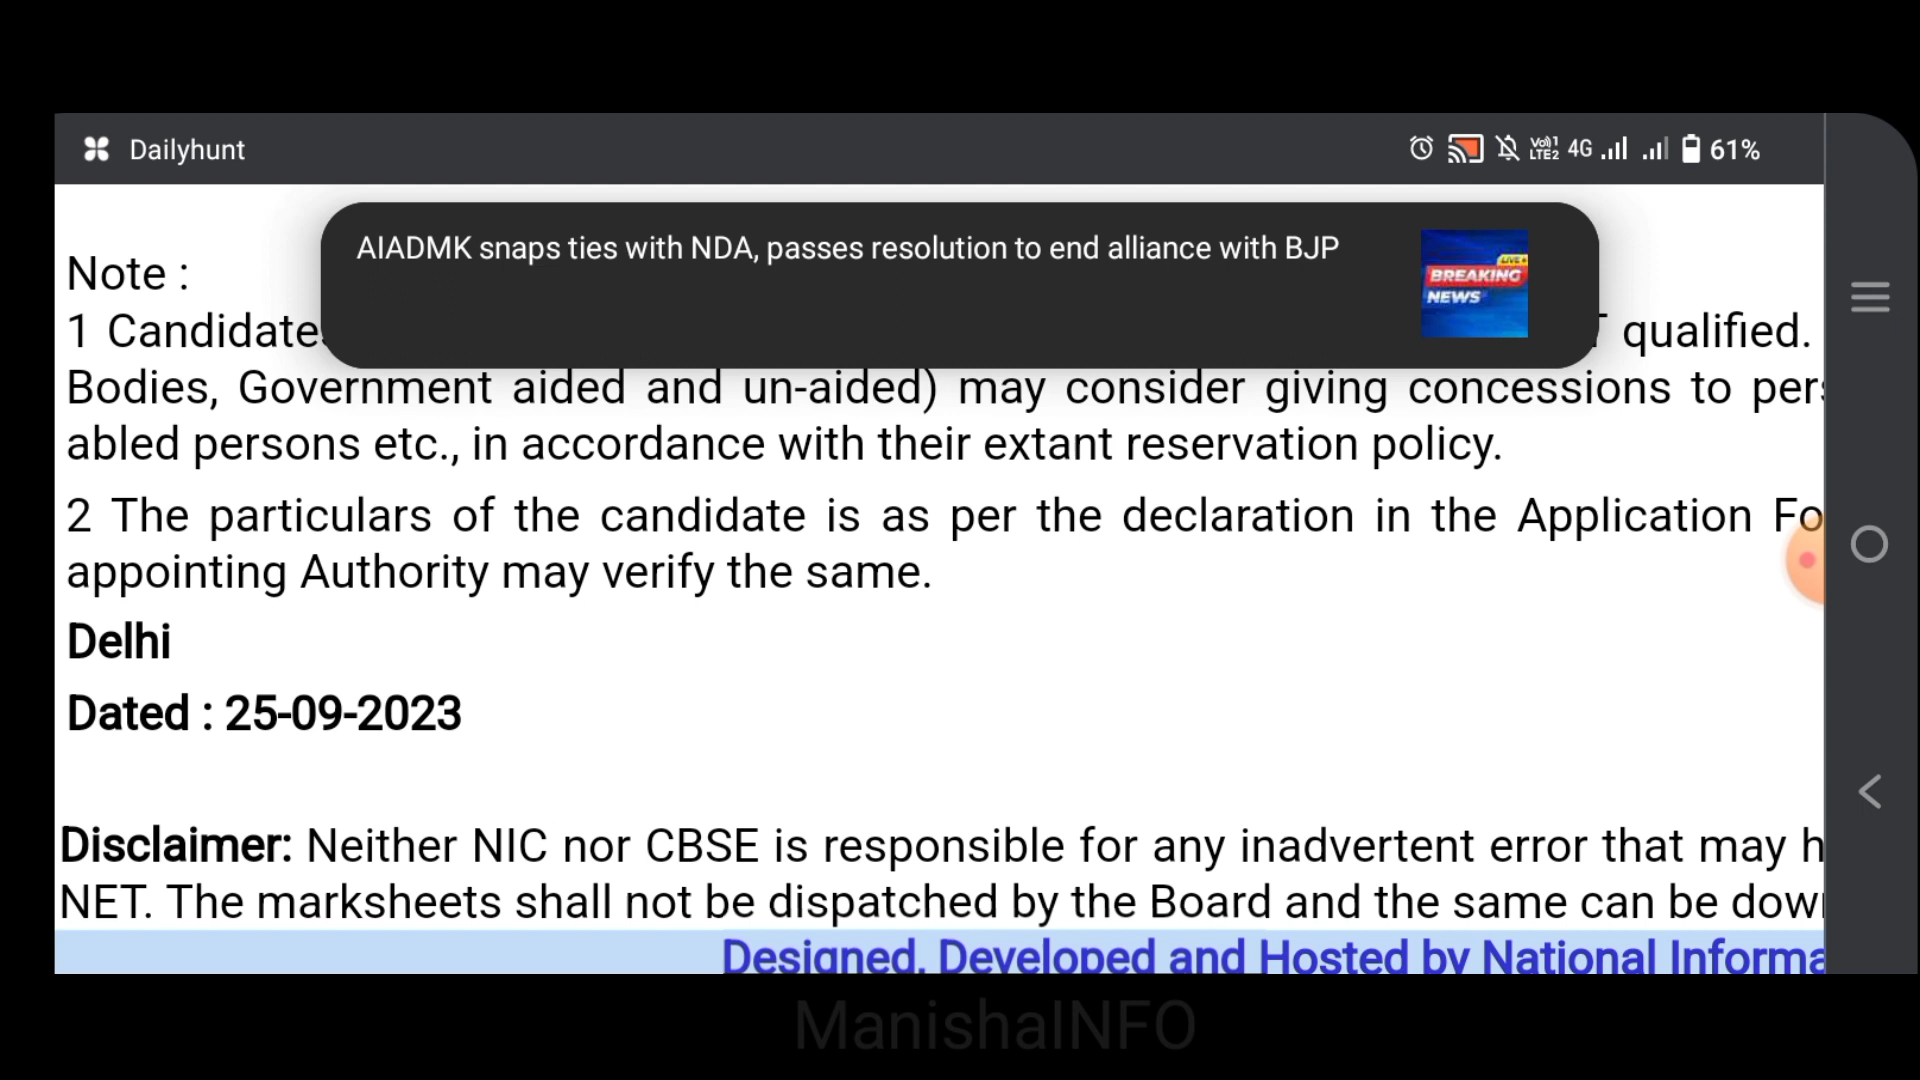 Dailyhunt
Vo)) 1 LTE2 4G 61%
AIADMK snaps ties with NDA, passes resolution to end alliance with BJP
LIVE
BREAKING
NEWS
Note :
1 Candidates qualified.
Bodies, Government aided and un-aided) may consider giving concessions to
abled persons etc., in accordance with their extant reservation policy.
2 The particulars of the candidate is as per the declaration in the Application Fo
appointing Authority may verify the same.
Delhi
Dated : 25-09-2023
Disclaimer: Neither NIC nor CBSE is responsible for any inadvertent error that may h
NET. The marksheets shall not be dispatched by the Board and the same can be dow
Designed, Developed and Hosted by National Informa
ManishaINFO